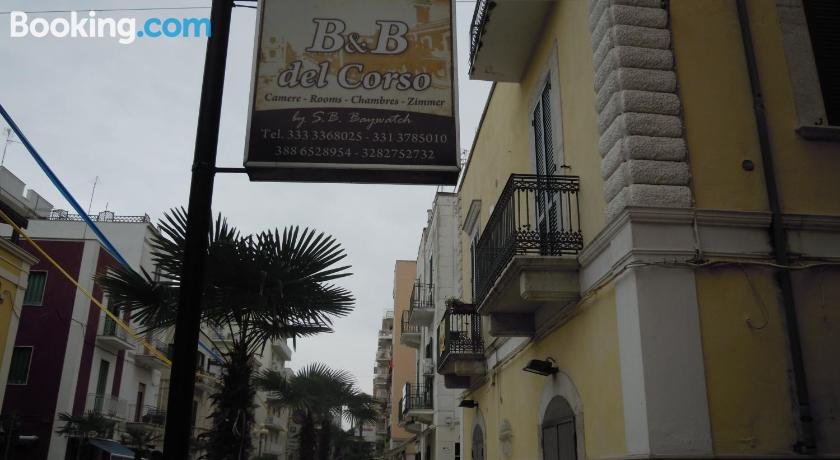 Booking.com
B&B
del Corso
Camere - Rooms - Chambres - Zimmer
by S.B. Baywatch
Tel. 333 3368025 - 331 3785010
388 6528954 - 3282752732